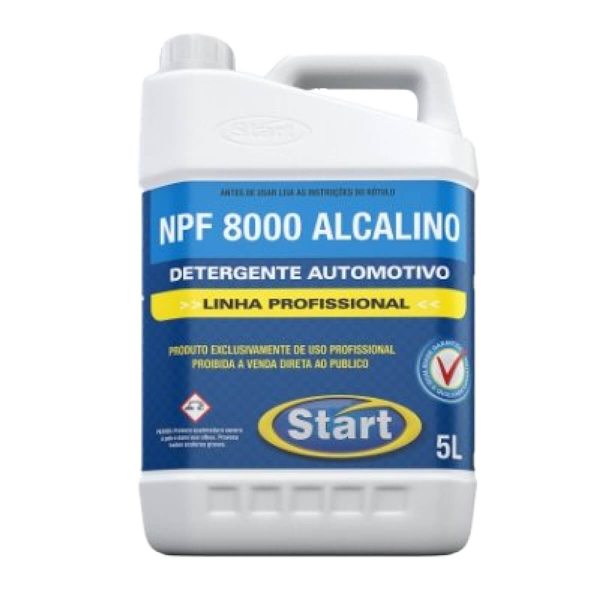 Start
ANTES DE USAR LEIA AS INSTRUÇÕES DO RÓTULO
NPF 8000 ALCALINO
DETERGENTE AUTOMOTIVO
>> LINHA PROFISSIONAL <<
PRODUTO EXCLUSIVAMENTE DE USO PROFISSIONAL
PROIBIDA A VENDA DIRETA AO PUBLICO
Start
5L